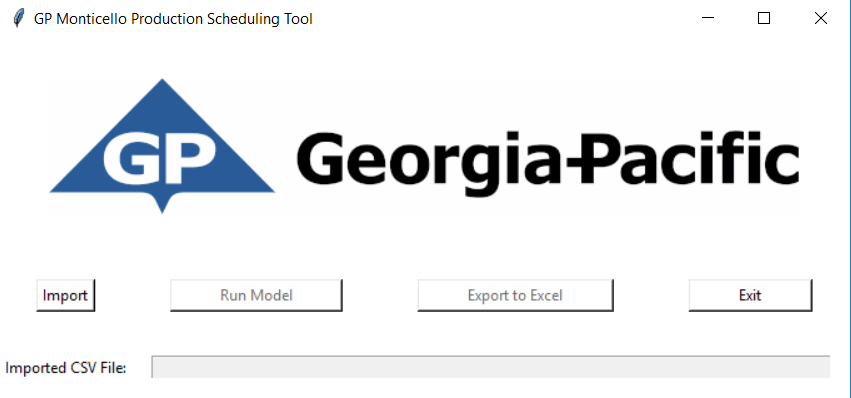 GP Monticello Production Scheduling Tool
GP Georgia-Pacific
Import Run Model Export to Excel Exit
Imported CSV File: